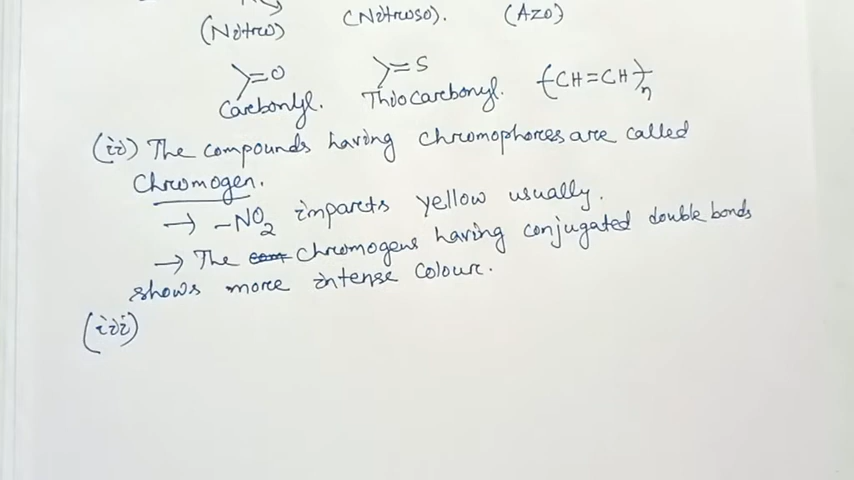 (Nitro) (Nitroso). (Azo)
>=O >=S -(CH=CH)-n
Carbonyl. Thiocarbonyl.
(ii) The compounds having chromophores are called
Chromogen.
→ -NO2 imparts yellow usually.
→ The chromogens having conjugated double bonds
shows more intense colour.
(iii)